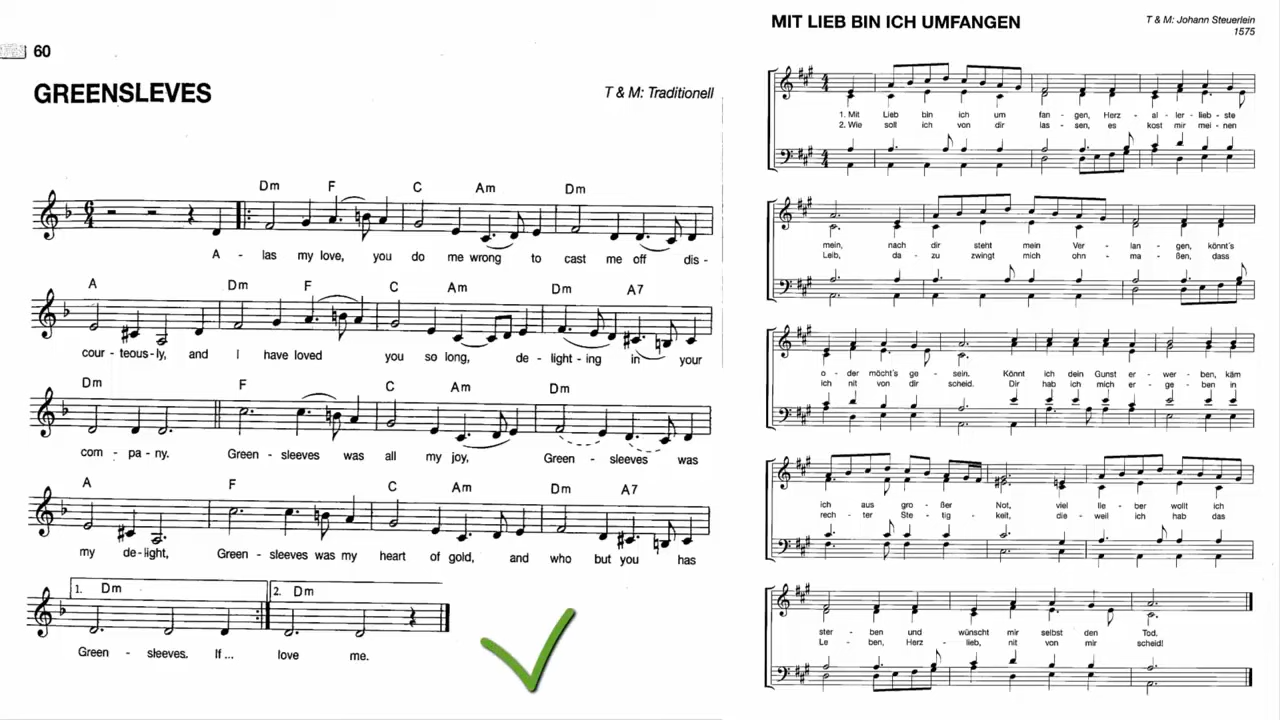 60
GREENSLEVES
T & M: Traditionell
Dm F C Am Dm
A - las my love, you do me wrong to cast me off dis -
A Dm F C Am Dm A7
cour - teous - ly, and I have loved you so long, de - light - ing in your
Dm F C Am Dm
com - pa - ny. Green - sleeves was all my joy, Green - sleeves was
A F C Am Dm A7
my de - light, Green - sleeves was my heart of gold, and who but you has
1. Dm 2. Dm
Green - sleeves. If ... love me.
MIT LIEB BIN ICH UMFANGEN
T & M: Johann Steuerlein
1575
1. Mit Lieb bin ich um fan - gen, Herz - al - ler - lieb - ste
2. Wie soll ich von dir las - sen, es kost mir mei - nen
mein, nach dir steht mein Ver - lan - gen, könnt's
Leib, da - zu zwingt mich ohn - ma - ßen, dass
o - der möcht's ge - sein. Könnt ich dein Gunst er - wer - ben, käm
ich nit von dir scheid. Dir hab ich mich er - ge - ben in
ich aus gro - ßer Not, viel lie - ber wollt ich
rech - ter Ste - tig - keit, die - weil ich hab das
ster - ben und wünscht mir selbst den Tod,
Le - ben, Herz - lieb, nit von mir scheid!